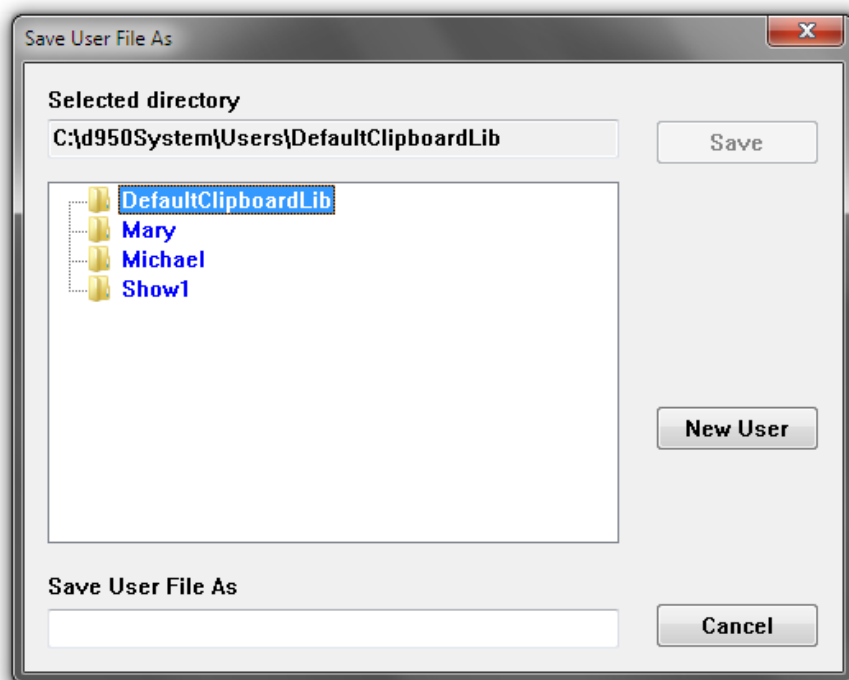 Save User File As
Selected directory
C:\d950System\Users\DefaultClipboardLib
Save
DefaultClipboardLib
Mary
Michael
Show1
New User
Save User File As
Cancel